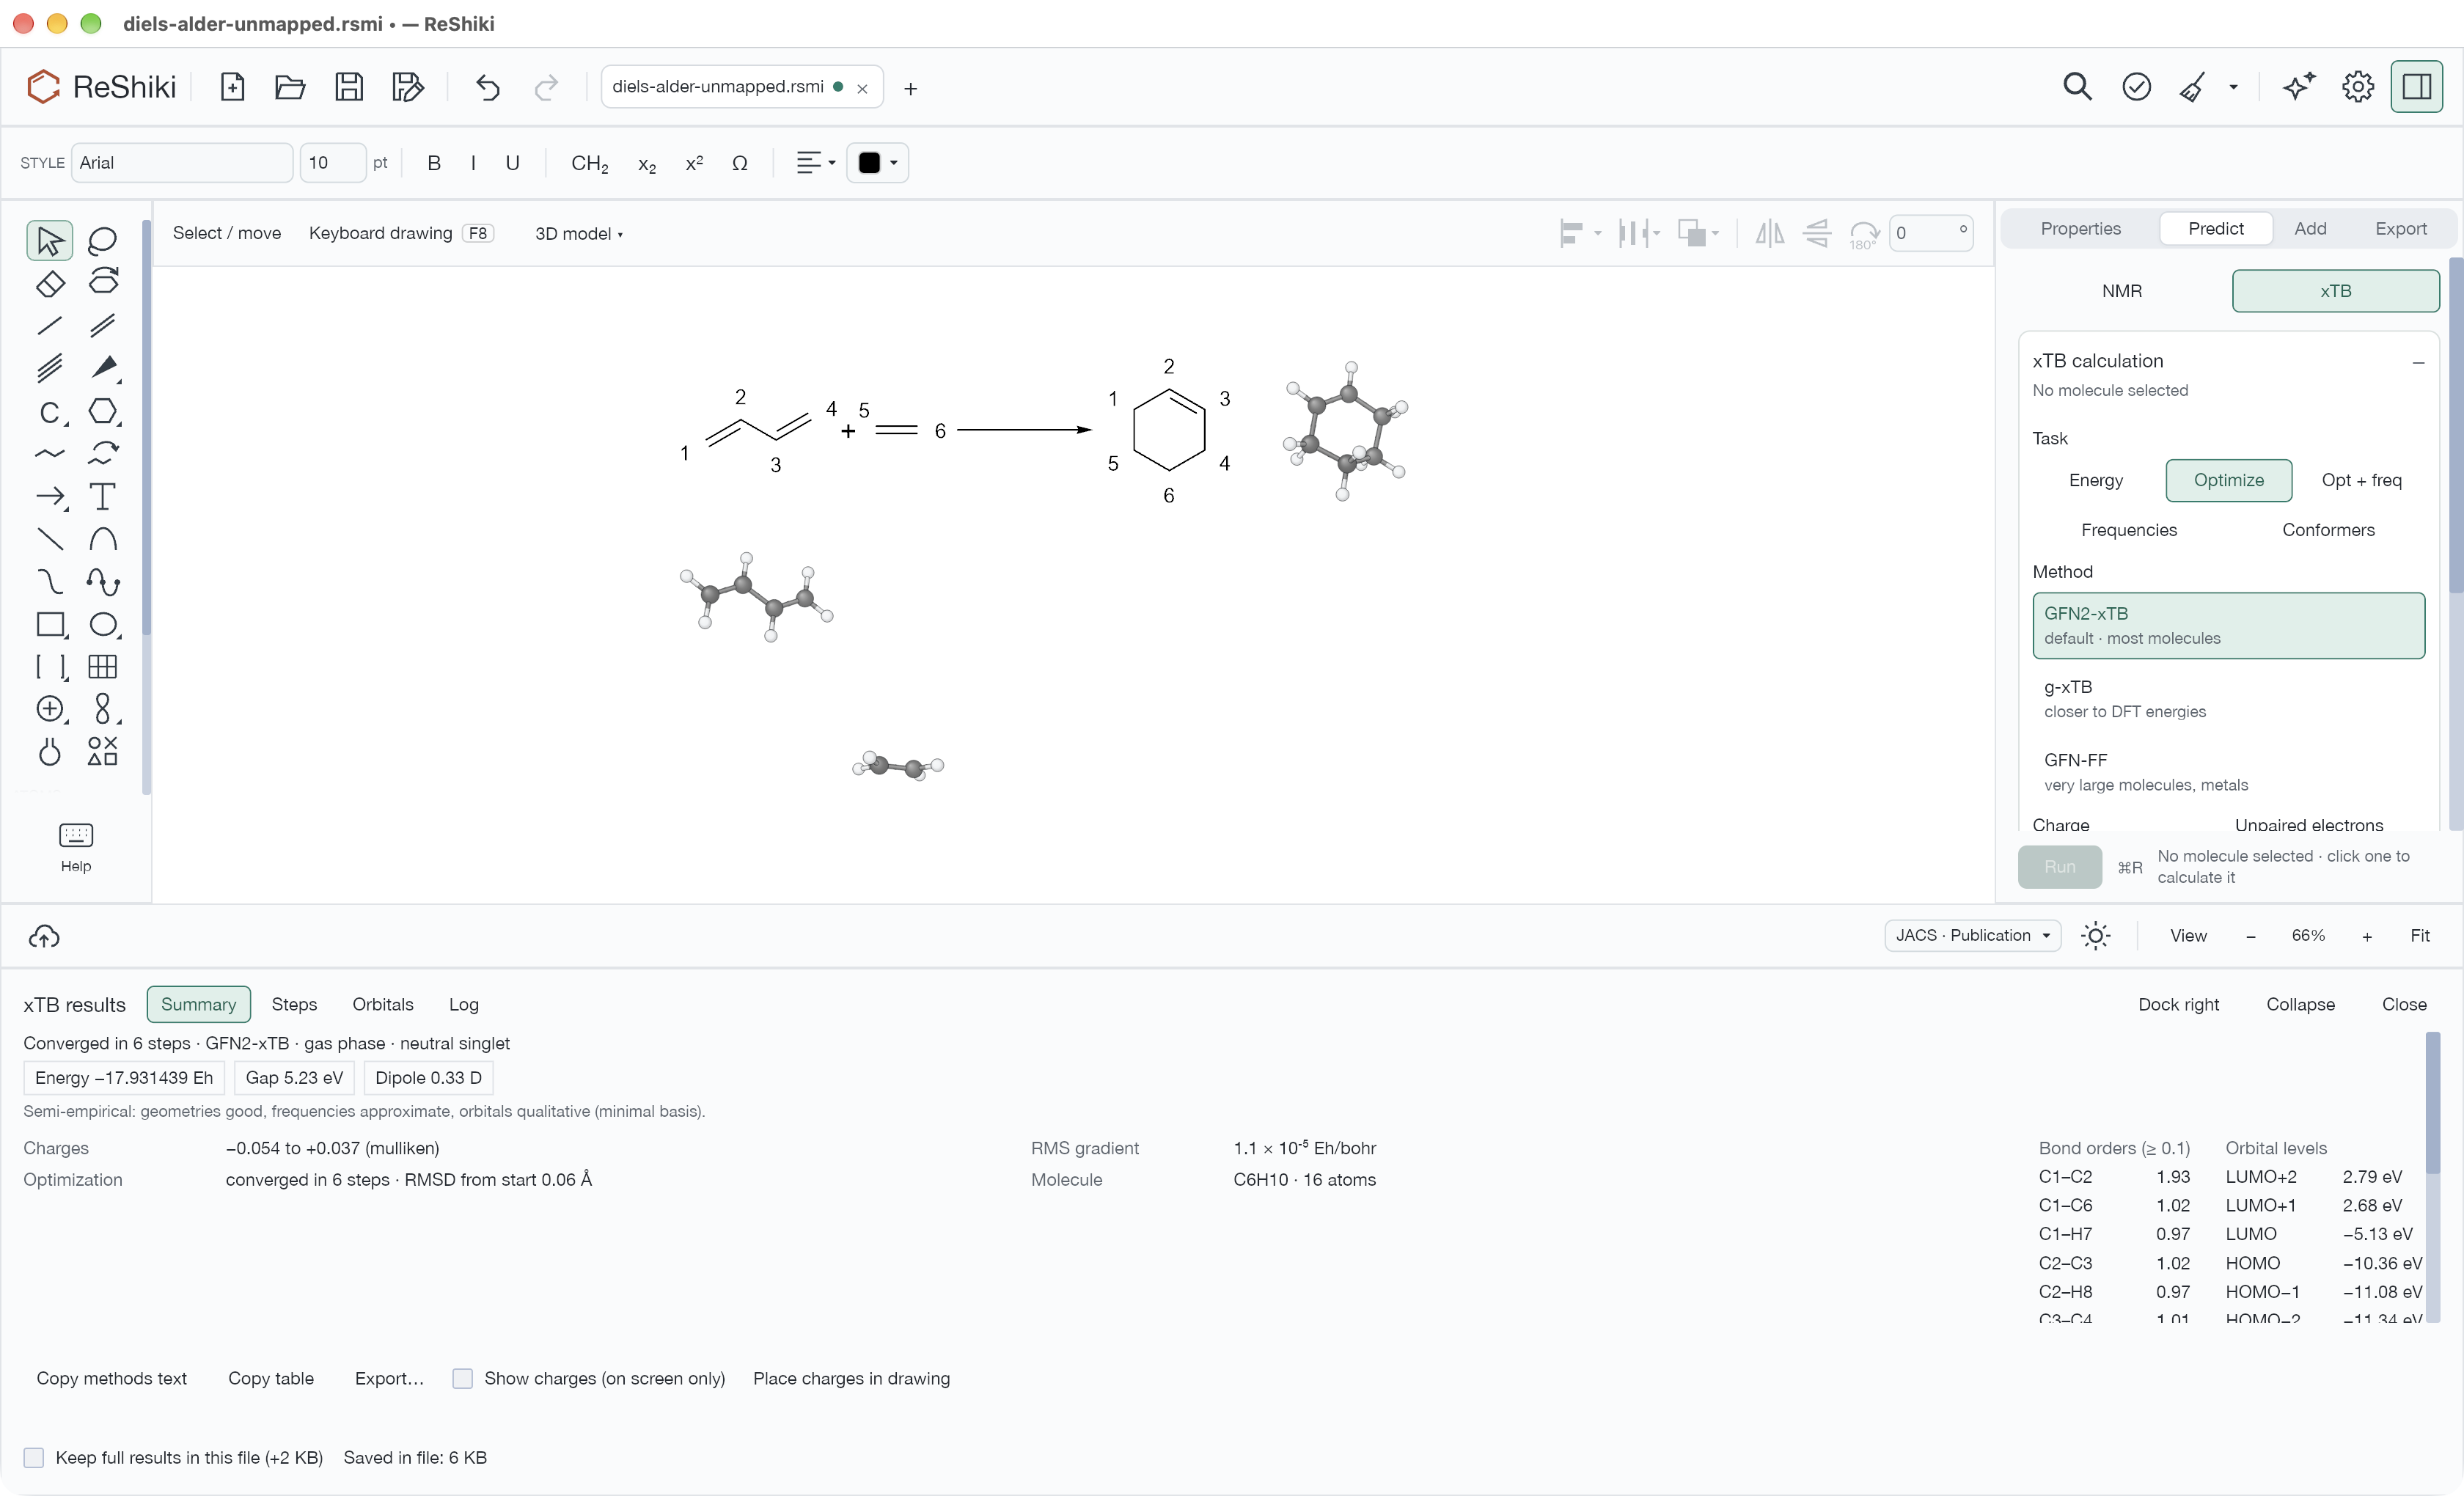 diels-alder-unmapped.rsmi • — ReShiki
ReShiki
diels-alder-unmapped.rsmi
STYLE Arial 10 pt B I U CH₂ x₂ x² Ω
Select / move Keyboard drawing F8 3D model
180° 0 °
Properties Predict Add Export
NMR xTB
xTB calculation
No molecule selected
Task
Energy Optimize Opt + freq
Frequencies Conformers
Method
GFN2-xTB
default · most molecules
g-xTB
closer to DFT energies
GFN-FF
very large molecules, metals
Charge Unpaired electrons
Run ⌘R No molecule selected · click one to
calculate it
C
T
Help
1 2 3 4 + 5 6
1 2 3 4 5 6
JACS · Publication View − 66% + Fit
xTB results Summary Steps Orbitals Log Dock right Collapse Close
Converged in 6 steps · GFN2-xTB · gas phase · neutral singlet
Energy −17.931439 Eh Gap 5.23 eV Dipole 0.33 D
Semi-empirical: geometries good, frequencies approximate, orbitals qualitative (minimal basis).
Charges −0.054 to +0.037 (mulliken) RMS gradient 1.1 × 10⁻⁵ Eh/bohr
Optimization converged in 6 steps · RMSD from start 0.06 Å Molecule C6H10 · 16 atoms
Bond orders (≥ 0.1) Orbital levels
C1–C2 1.93 LUMO+2 2.79 eV
C1–C6 1.02 LUMO+1 2.68 eV
C1–H7 0.97 LUMO −5.13 eV
C2–C3 1.02 HOMO −10.36 eV
C2–H8 0.97 HOMO−1 −11.08 eV
C3–C4 1.01 HOMO−2 −11.34 eV
Copy methods text Copy table Export… Show charges (on screen only) Place charges in drawing
Keep full results in this file (+2 KB) Saved in file: 6 KB